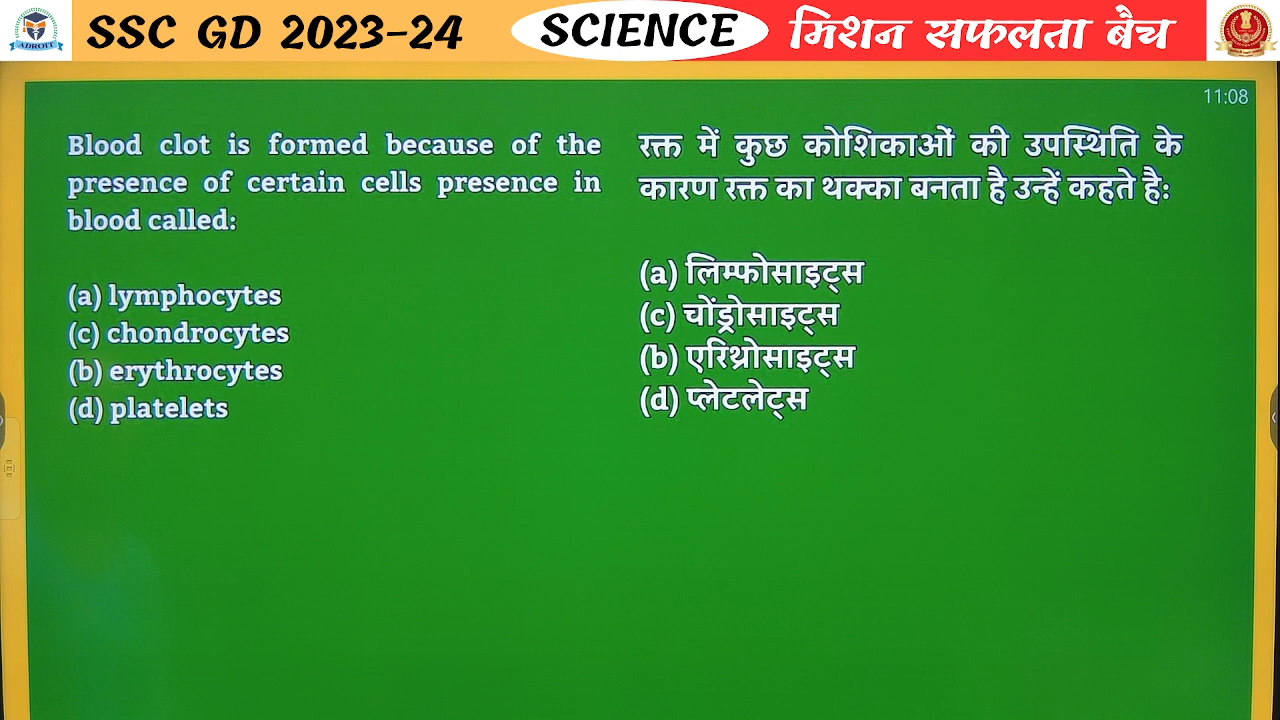 ADROIT
SSC GD 2023-24
SCIENCE
मिशन सफलता बैच
11:08
Blood clot is formed because of the
presence of certain cells presence in
blood called:
(a) lymphocytes
(c) chondrocytes
(b) erythrocytes
(d) platelets
रक्त में कुछ कोशिकाओं की उपस्थिति के
कारण रक्त का थक्का बनता है उन्हें कहते है:
(a) लिम्फोसाइट्स
(c) चोंड्रोसाइट्स
(b) एरिथ्रोसाइट्स
(d) प्लेटलेट्स